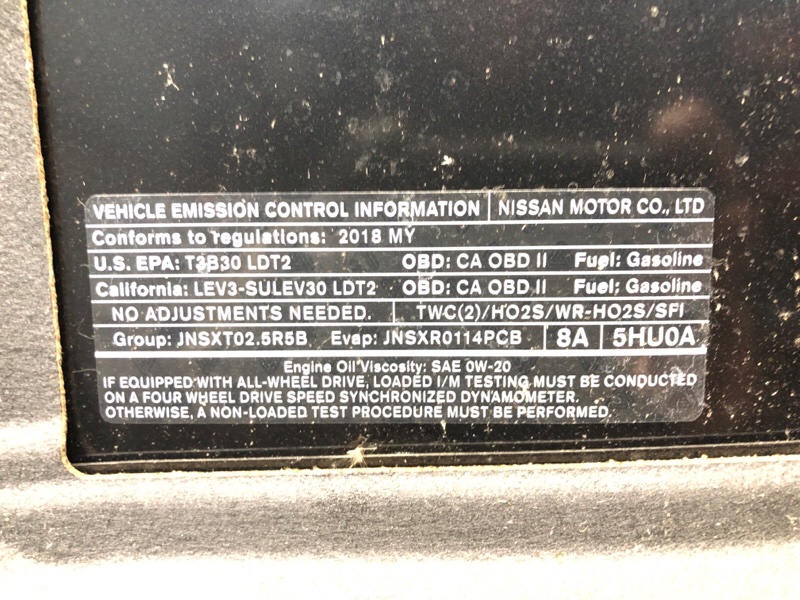 VEHICLE EMISSION CONTROL INFORMATION NISSAN MOTOR CO., LTD
Conforms to regulations: 2018 MY
U.S. EPA: T3B30 LDT2 OBD: CA OBD II Fuel: Gasoline
California: LEV3-SULEV30 LDT2 OBD: CA OBD II Fuel: Gasoline
NO ADJUSTMENTS NEEDED. TWC(2)/HO2S/WR-HO2S/SFI
Group: JNSXT02.5R5B Evap: JNSXR0114PCB 8A 5HU0A
Engine Oil Viscosity: SAE 0W-20
IF EQUIPPED WITH ALL-WHEEL DRIVE, LOADED I/M TESTING MUST BE CONDUCTED
ON A FOUR WHEEL DRIVE SPEED SYNCHRONIZED DYNAMOMETER.
OTHERWISE, A NON-LOADED TEST PROCEDURE MUST BE PERFORMED.